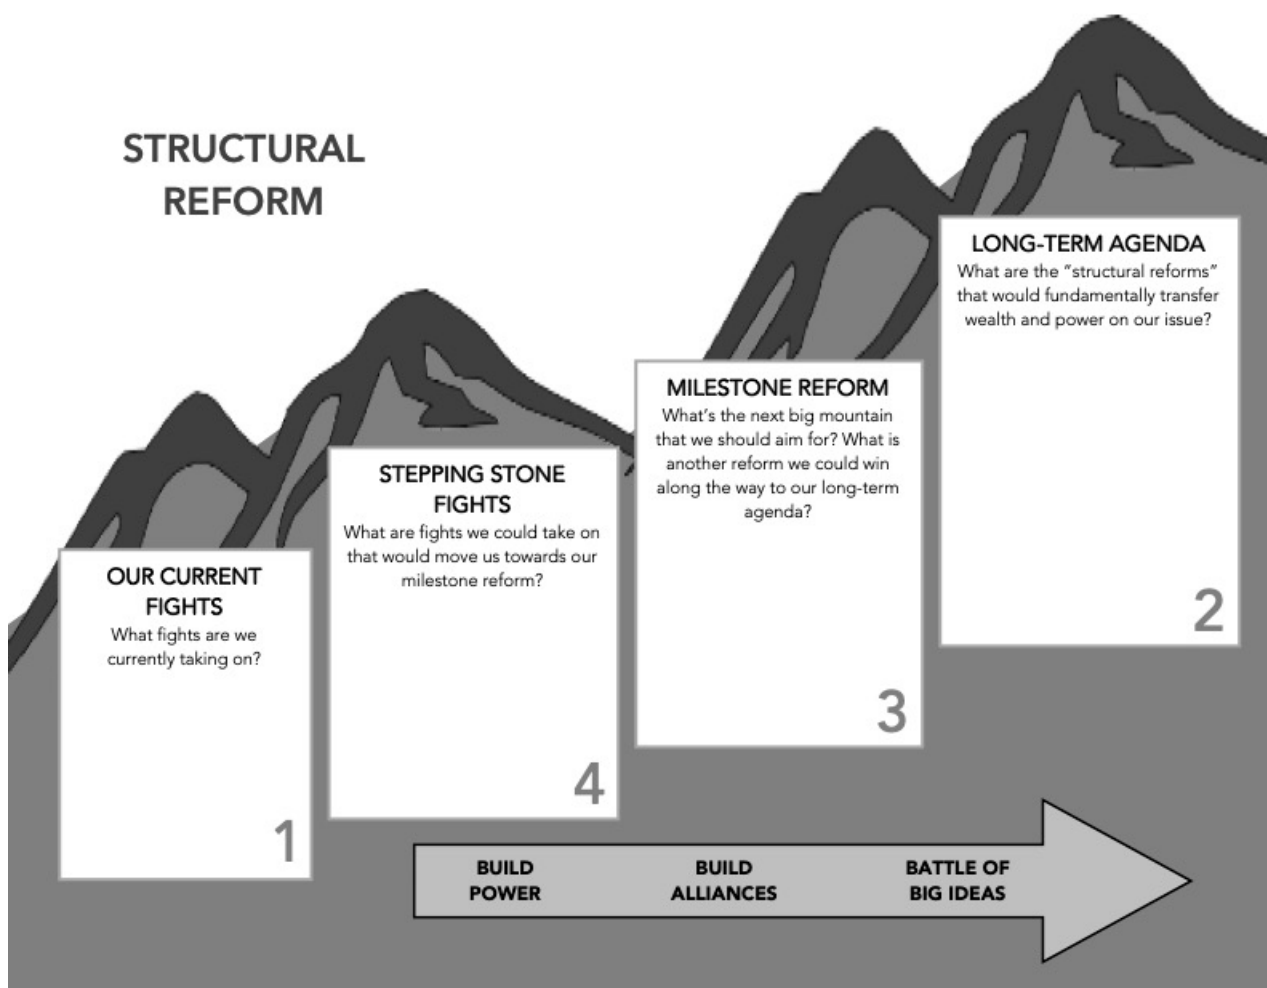 STRUCTURAL
REFORM
OUR CURRENT
FIGHTS
What fights are we
currently taking on?
1
STEPPING STONE
FIGHTS
What are fights we could take on
that would move us towards our
milestone reform?
4
MILESTONE REFORM
What's the next big mountain
that we should aim for? What is
another reform we could win
along the way to our long-term
agenda?
3
LONG-TERM AGENDA
What are the “structural reforms”
that would fundamentally transfer
wealth and power on our issue?
2
BUILD
POWER
BUILD
ALLIANCES
BATTLE OF
BIG IDEAS